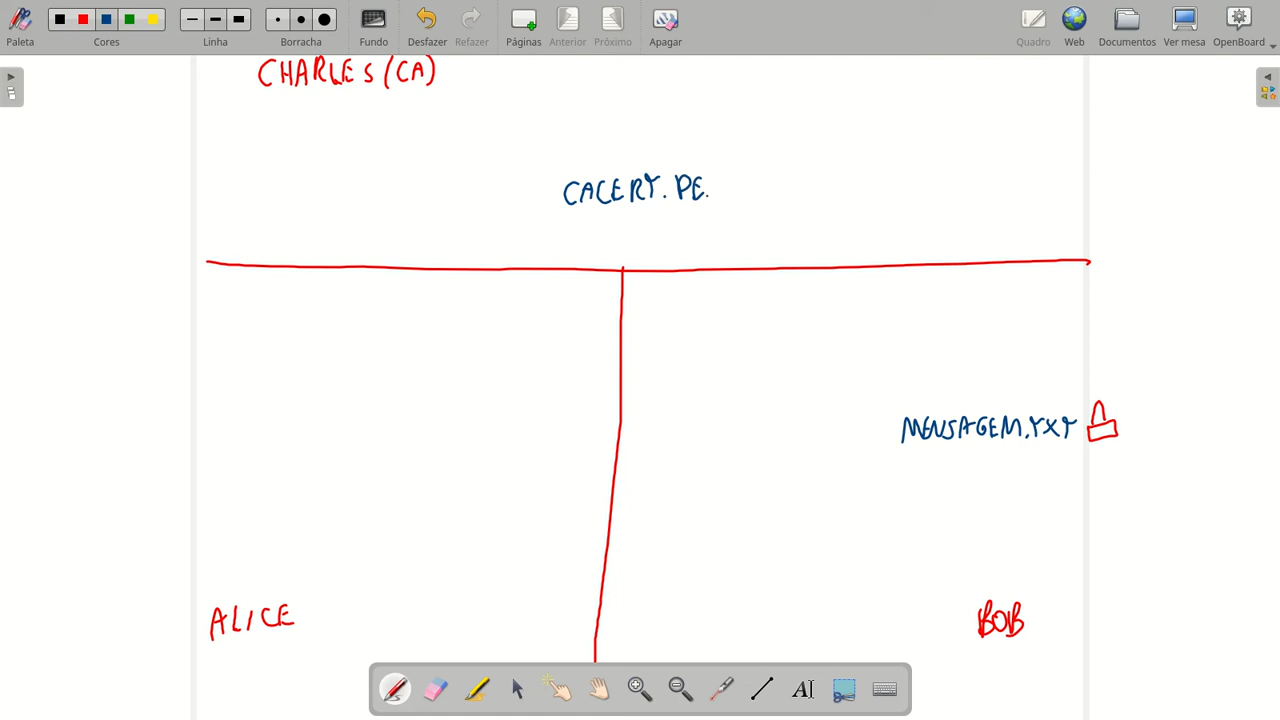 Paleta Cores Linha Borracha Fundo Desfazer Refazer Páginas Anterior Próximo Apagar Quadro Web Documentos Ver mesa OpenBoard
CHARLES (CA)
CACERT.PE.
MENSAGEM.TXT
ALICE BOB
AI